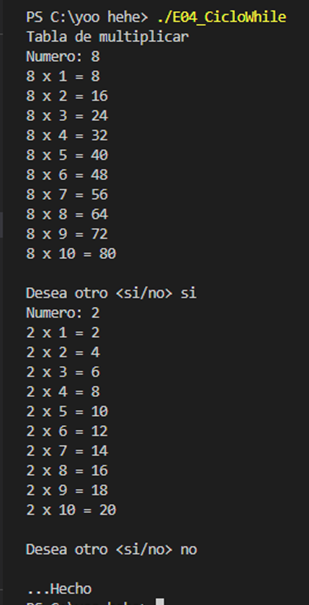 PS C:\yoo hehe> ./E04_CicloWhile
Tabla de multiplicar
Numero: 8
8 x 1 = 8
8 x 2 = 16
8 x 3 = 24
8 x 4 = 32
8 x 5 = 40
8 x 6 = 48
8 x 7 = 56
8 x 8 = 64
8 x 9 = 72
8 x 10 = 80
Desea otro <si/no> si
Numero: 2
2 x 1 = 2
2 x 2 = 4
2 x 3 = 6
2 x 4 = 8
2 x 5 = 10
2 x 6 = 12
2 x 7 = 14
2 x 8 = 16
2 x 9 = 18
2 x 10 = 20
Desea otro <si/no> no
...Hecho